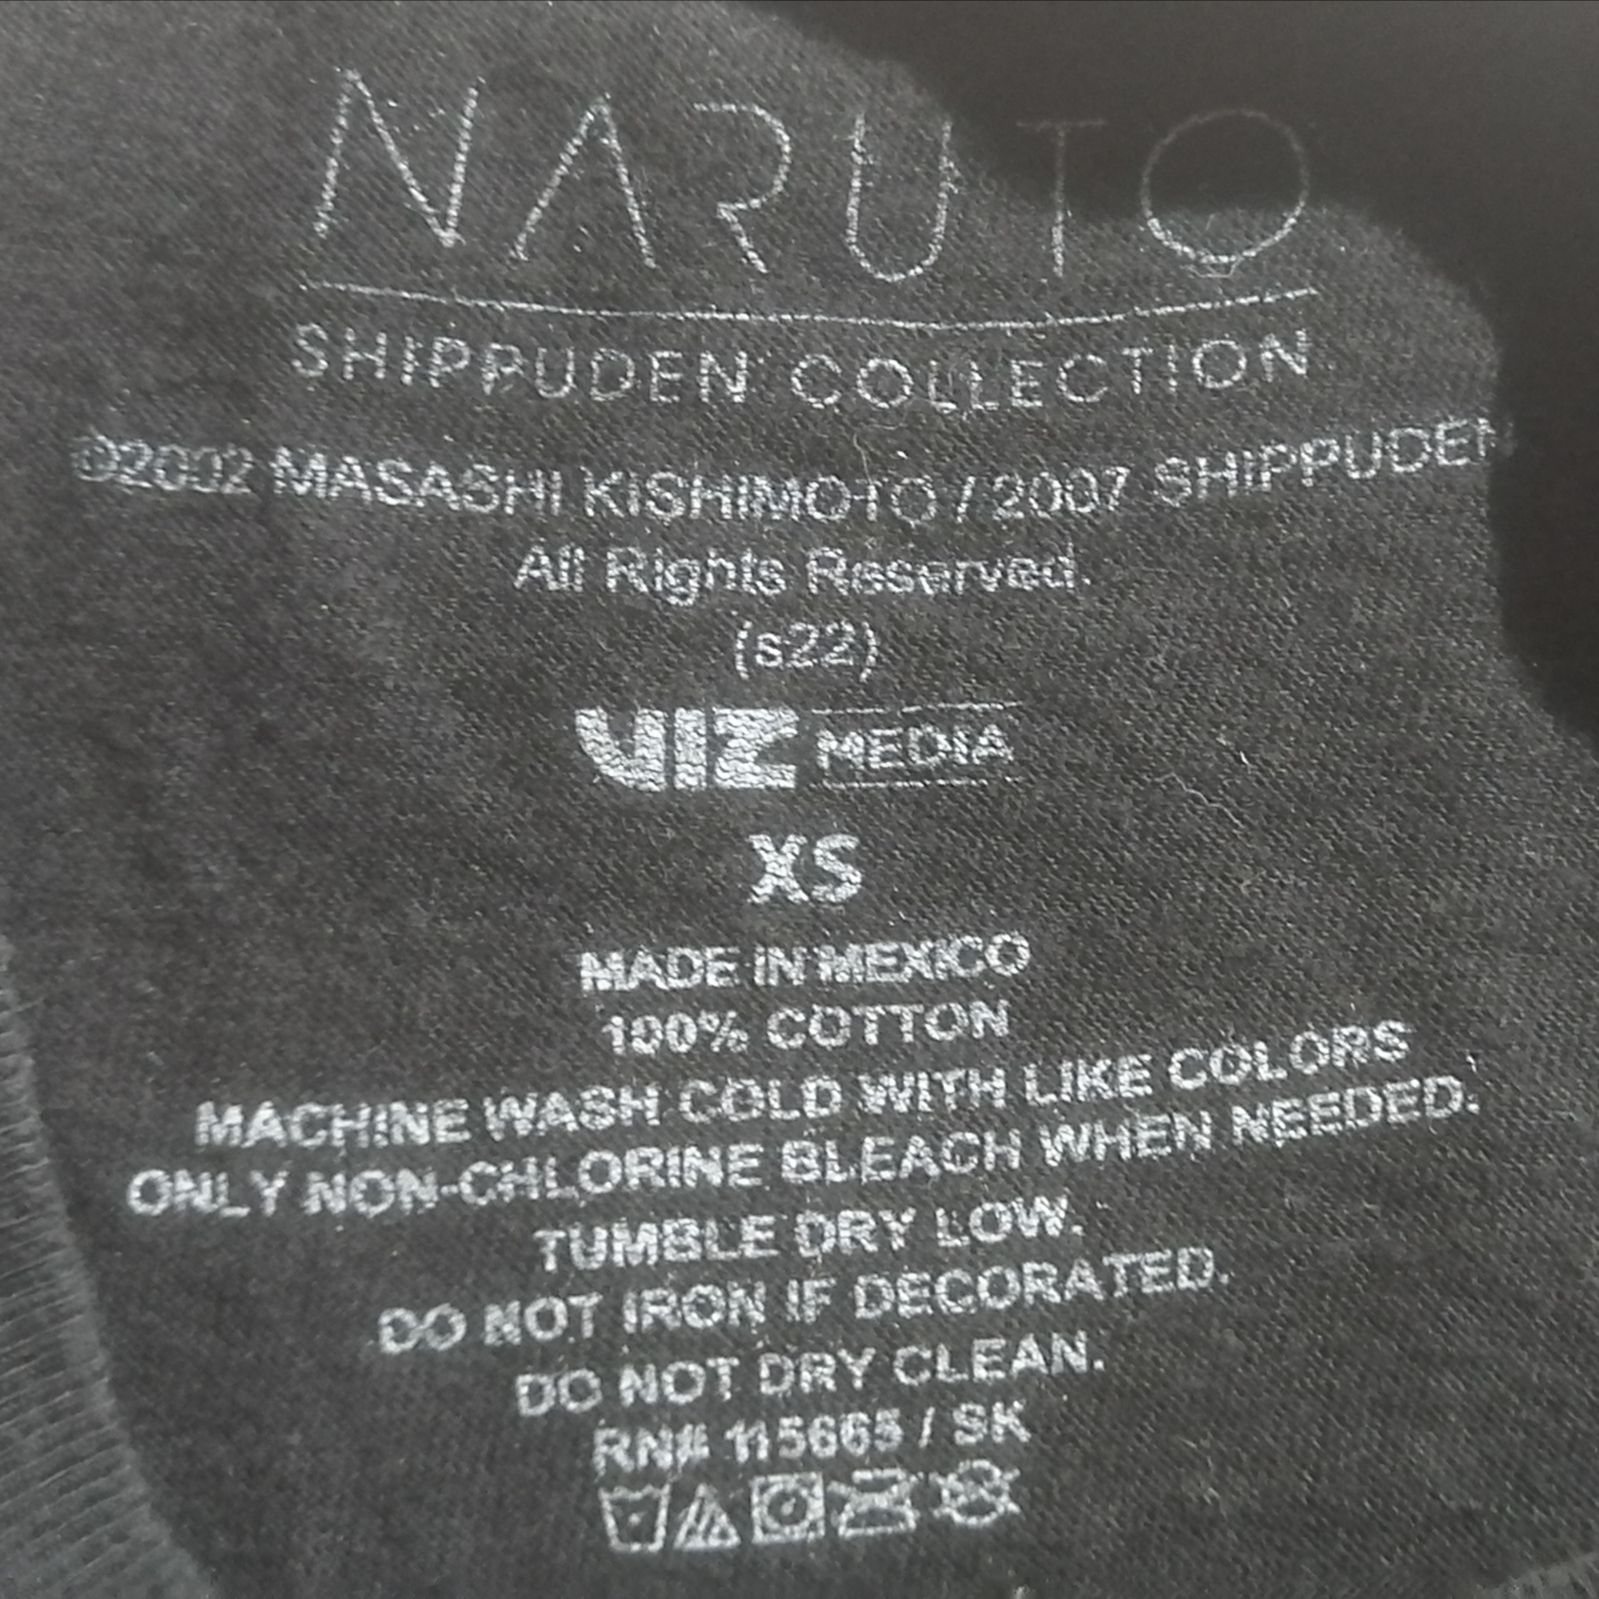 NARUTO
SHIPPUDEN COLLECTION
©2002 MASASHI KISHIMOTO / 2007 SHIPPUDEN
All Rights Reserved.
(s22)
VIZ MEDIA
XS
MADE IN MEXICO
100% COTTON
MACHINE WASH COLD WITH LIKE COLORS
ONLY NON-CHLORINE BLEACH WHEN NEEDED.
TUMBLE DRY LOW.
DO NOT IRON IF DECORATED.
DO NOT DRY CLEAN.
RN# 115665 / SK